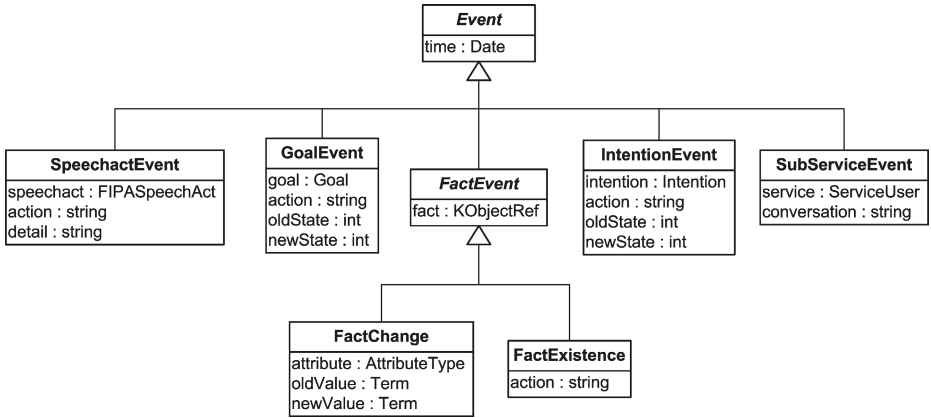 Event
time : Date
SpeechactEvent
speechact : FIPASpeechAct
action : string
detail : string
GoalEvent
goal : Goal
action : string
oldState : int
newState : int
FactEvent
fact : KObjectRef
IntentionEvent
intention : Intention
action : string
oldState : int
newState : int
SubServiceEvent
service : ServiceUser
conversation : string
FactChange
attribute : AttributeType
oldValue : Term
newValue : Term
FactExistence
action : string